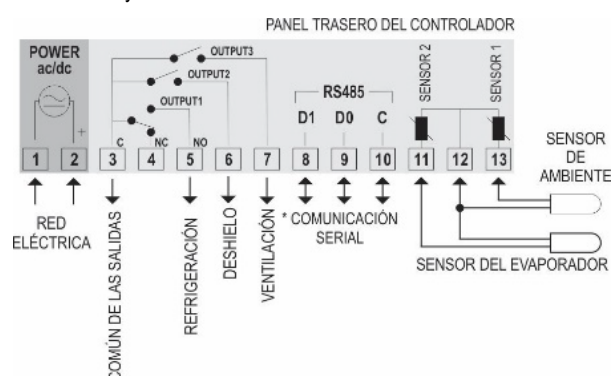 PANEL TRASERO DEL CONTROLADOR
POWER
ac/dc
+
OUTPUT3
OUTPUT2
OUTPUT1
C
NC
NO
RS485
D1
D0
C
SENSOR 2
SENSOR 1
1
2
3
4
5
6
7
8
9
10
11
12
13
RED
ELÉCTRICA
COMÚN DE LAS SALIDAS
REFRIGERACIÓN
DESHIELO
VENTILACIÓN
* COMUNICACIÓN
SERIAL
SENSOR
DE
AMBIENTE
SENSOR DEL EVAPORADOR